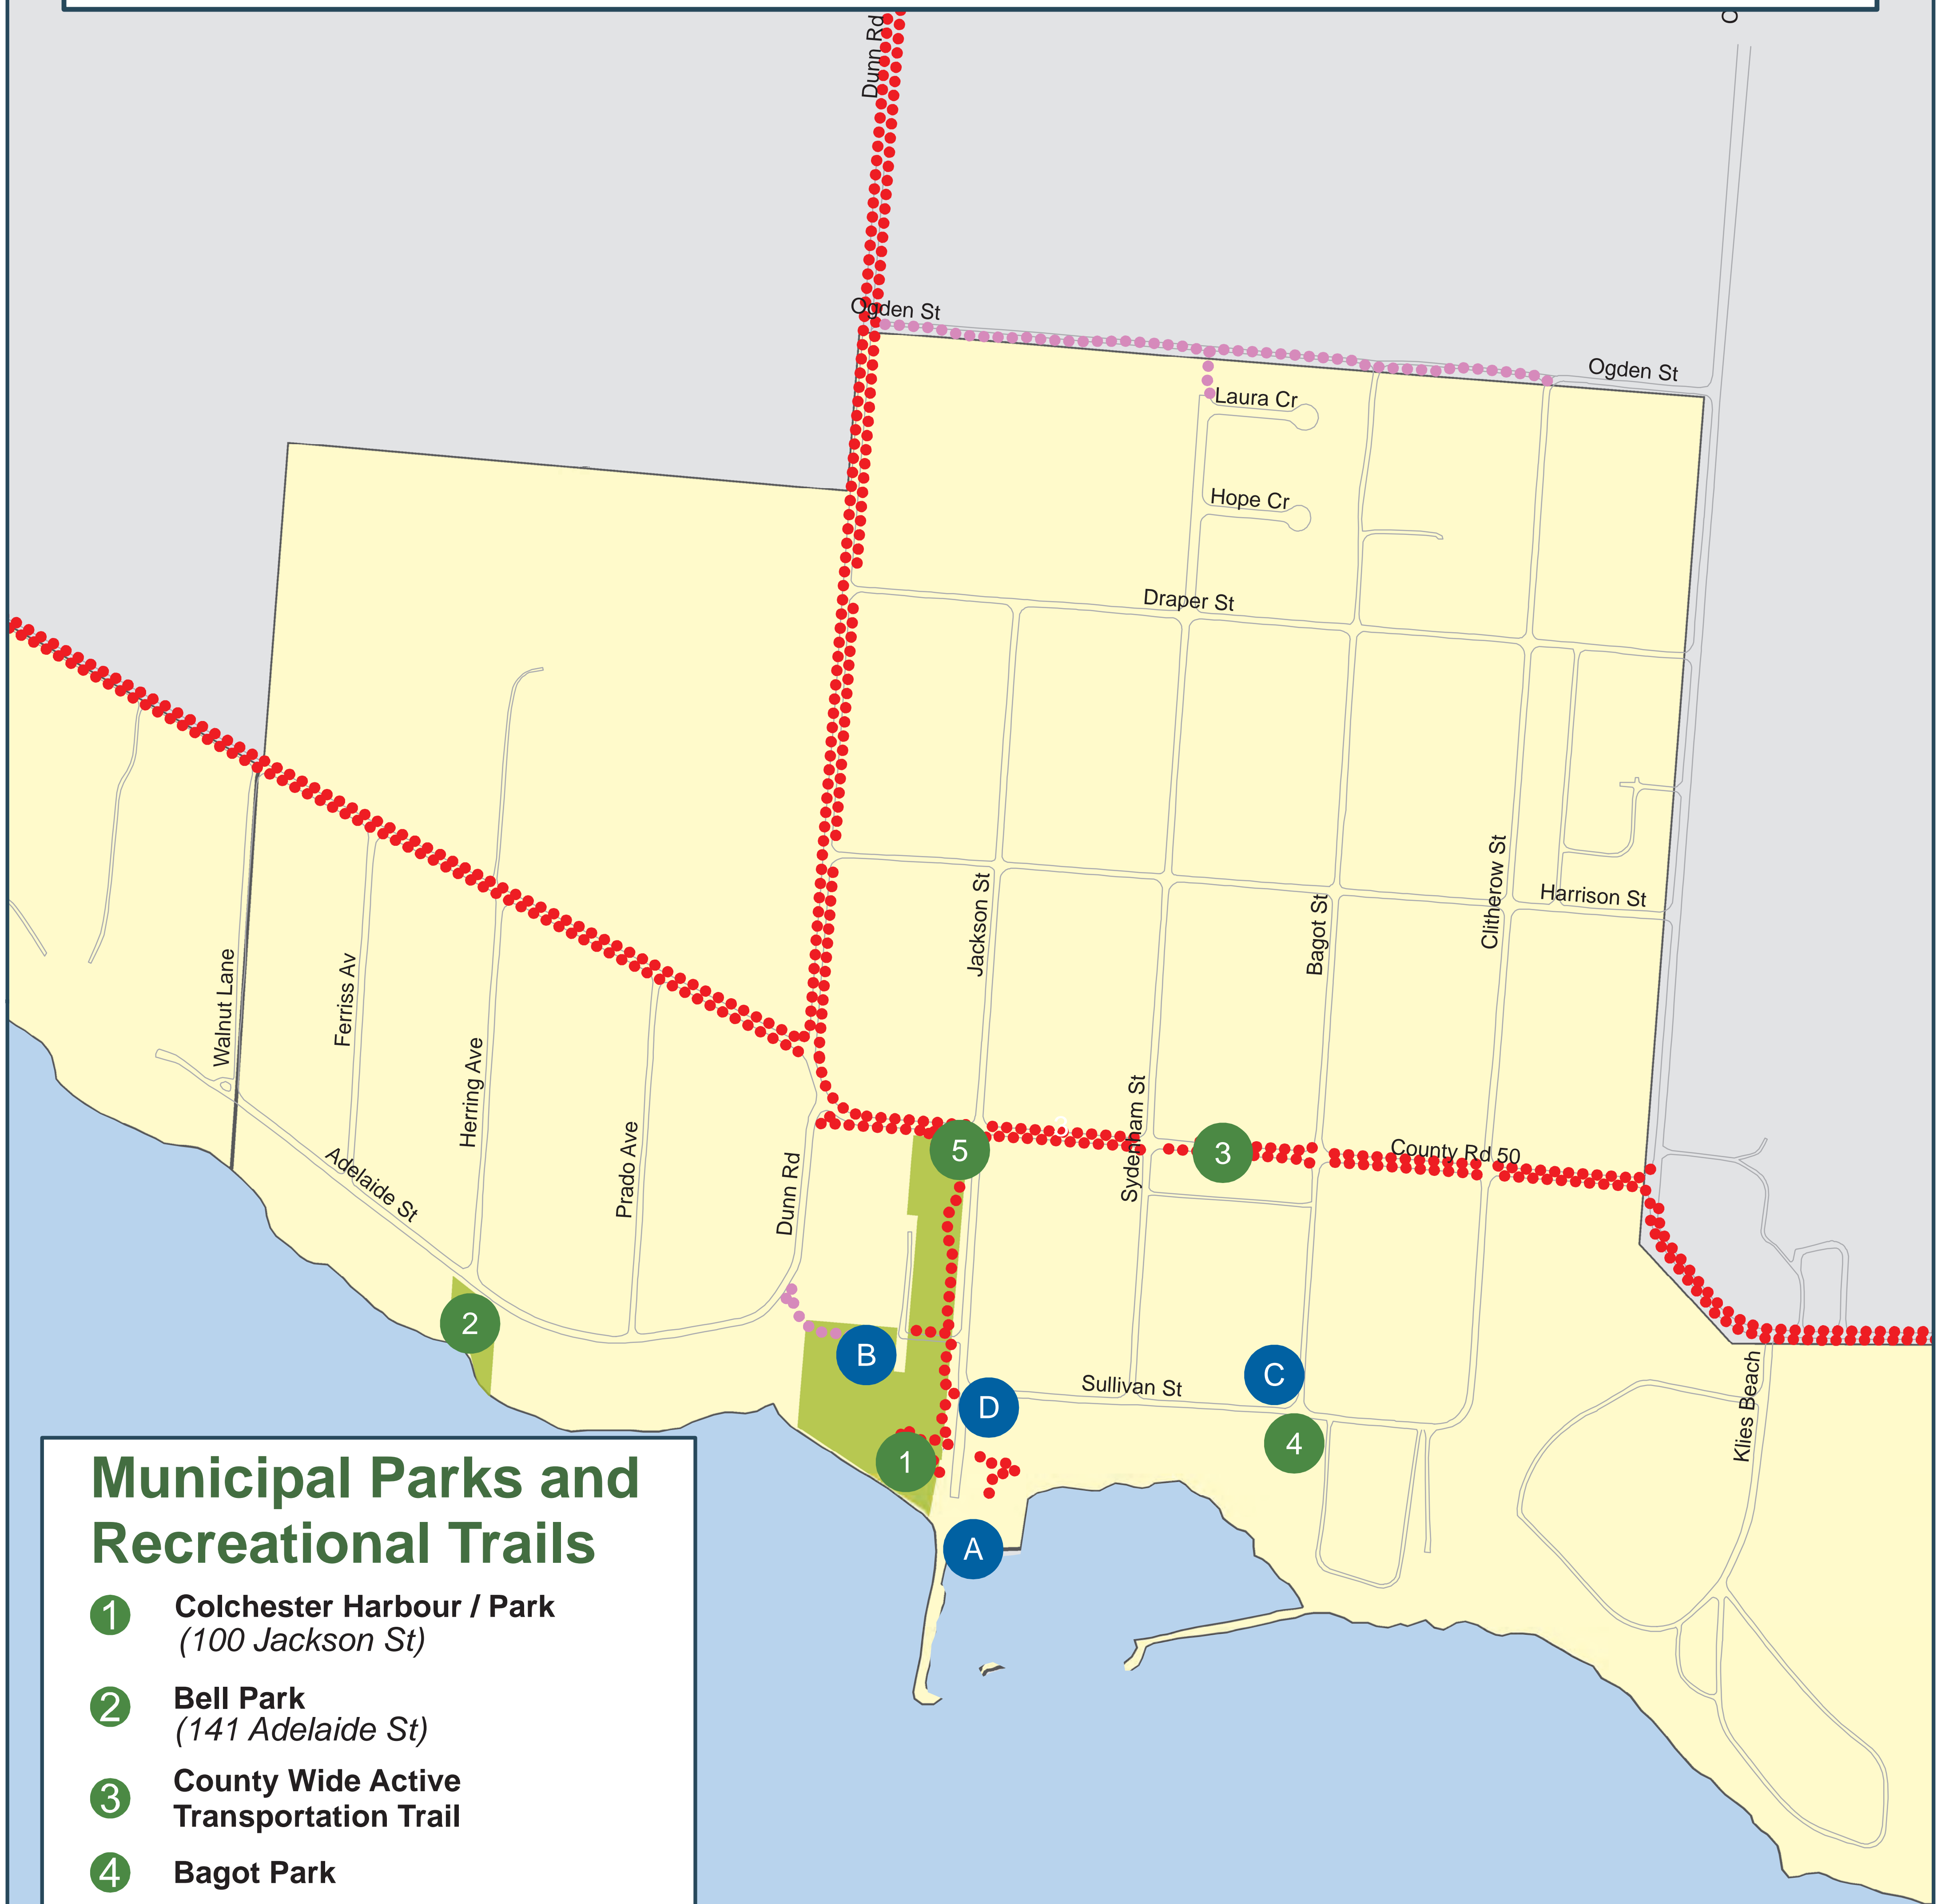 Dunn Rd
O
Ogden St
Ogden St
Laura Cr
Hope Cr
Draper St
Clitherow St
Harrison St
Jackson St
Bagot St
Walnut Lane
Ferriss Av
Herring Ave
Prado Ave
Sydenham St
County Rd 50
5
3
Adelaide St
Dunn Rd
2
B
C
Sullivan St
D
4
1
A
Klies Beach
Municipal Parks and
Recreational Trails
1 Colchester Harbour / Park
(100 Jackson St)
2 Bell Park
(141 Adelaide St)
3 County Wide Active
Transportation Trail
4 Bagot Park